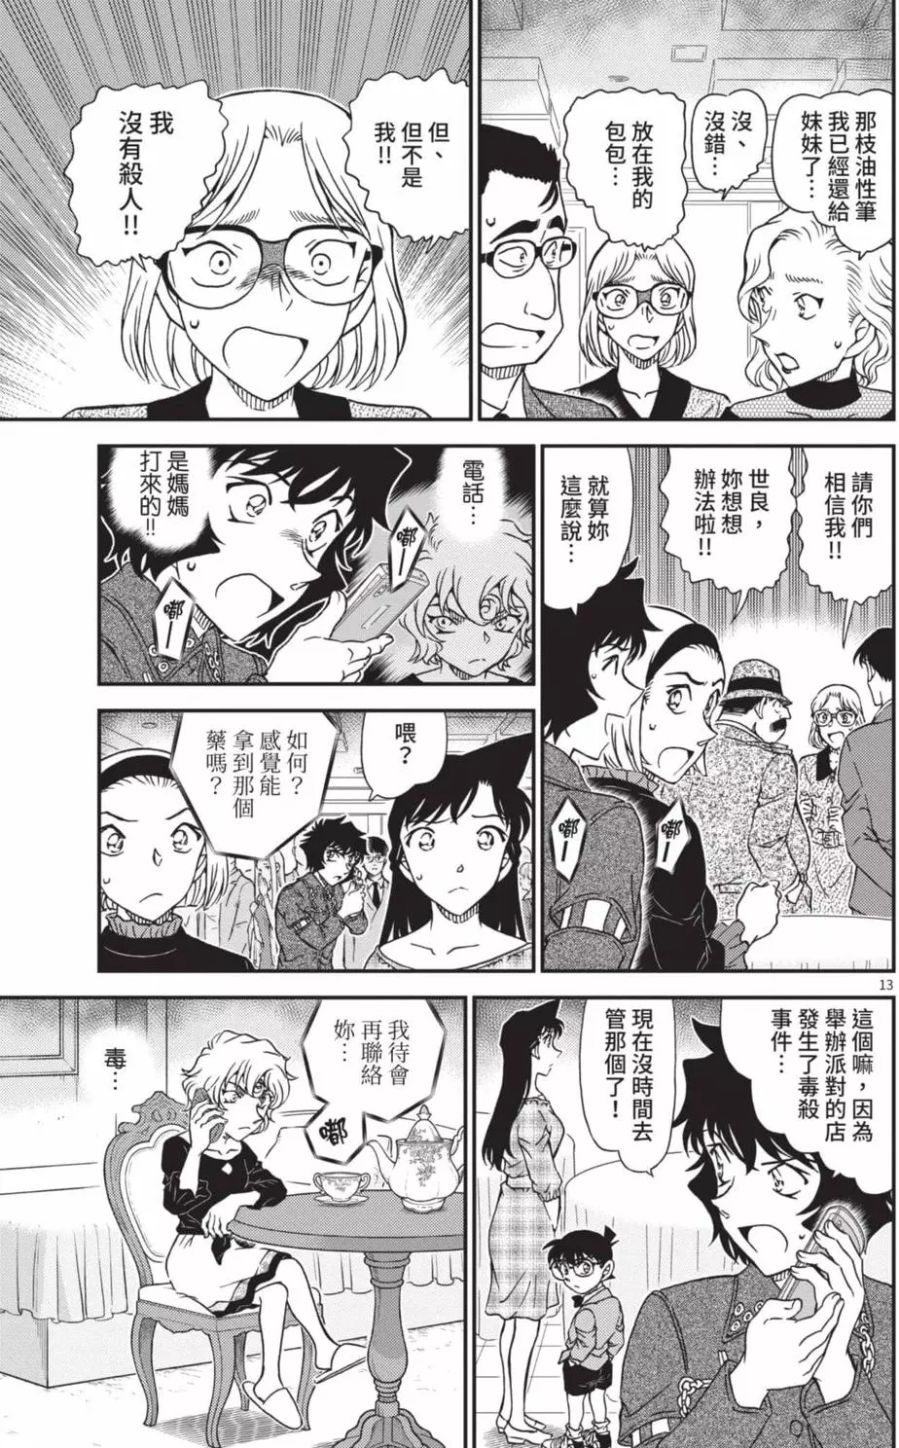 那枝油性筆
我已經還給
妹妹了…
沒、
沒錯…
放在我的
包包…
但、
但不是
我!!
我
沒有殺人!!
請你們
相信我!!
世良，
妳想想
辦法啦!!
就算妳
這麼說…
嘟—
嘟—
電話…
嘟—
是媽媽
打來的!!
嘟—
喂？
如何？
感覺能
拿到那個
藥嗎？
13
這個嘛，因為
舉辦派對的店
發生了毒殺
事件…
現在沒時間去
管那個了！
我待會
再聯絡
妳…
嘟
毒…